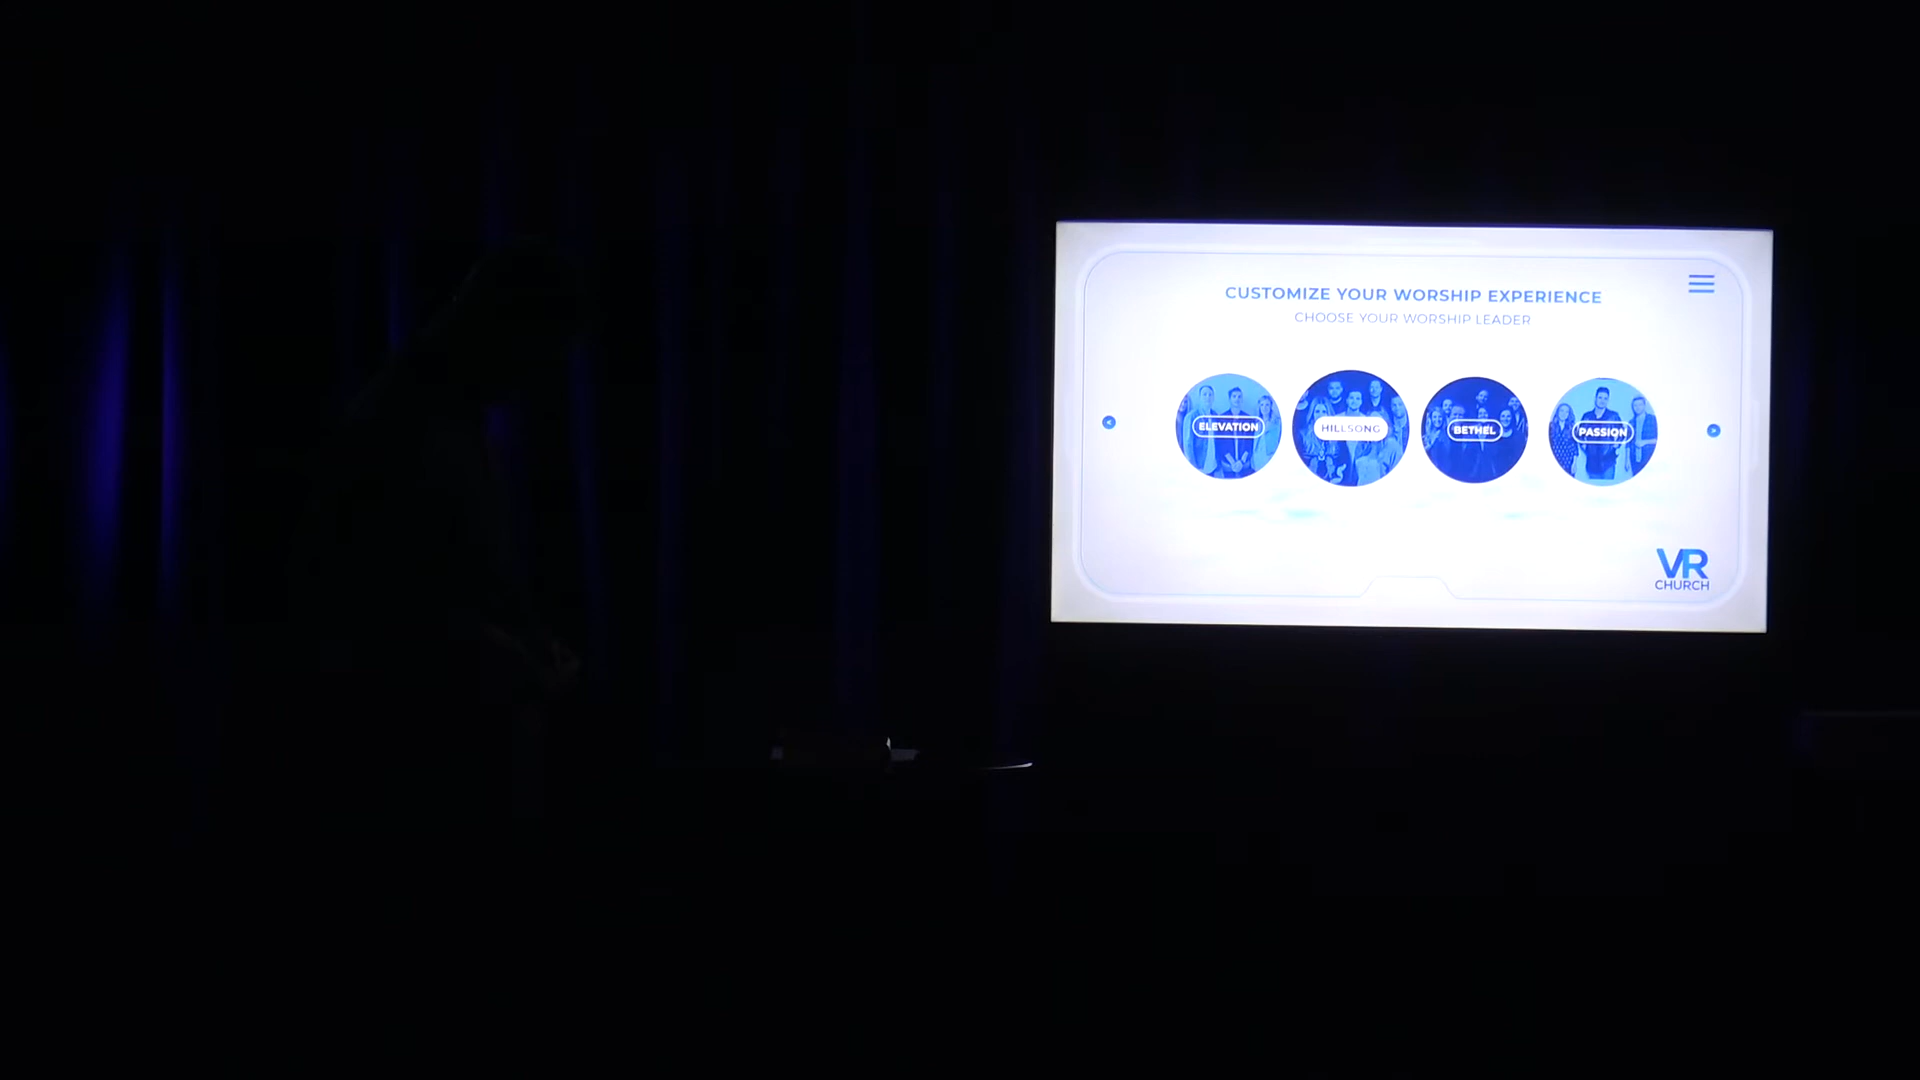 CUSTOMIZE YOUR WORSHIP EXPERIENCE
CHOOSE YOUR WORSHIP LEADER
ELEVATION
HILLSONG
BETHEL
PASSION
VR
CHURCH